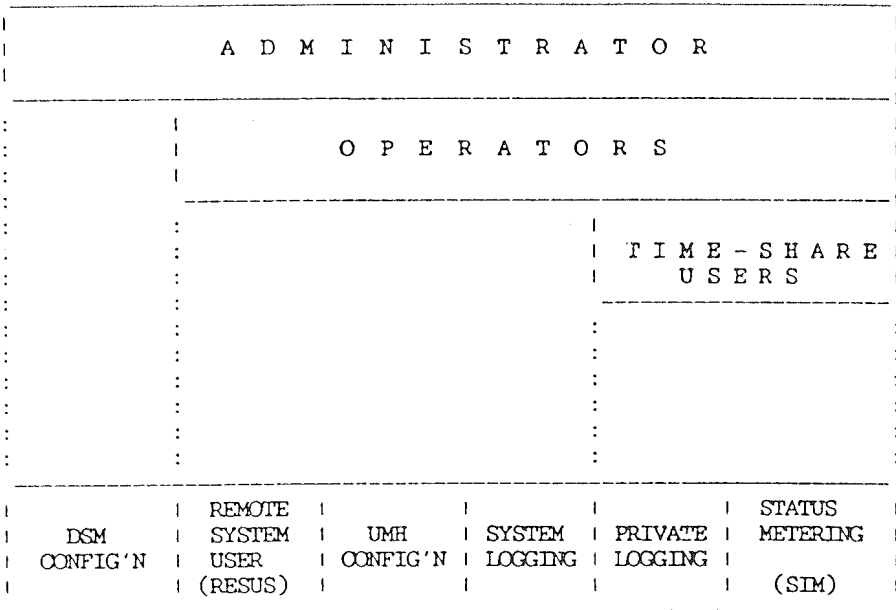 A D M I N I S T R A T O R
O P E R A T O R S
T I M E - S H A R E
U S E R S
DSM
CONFIG'N
REMOTE
SYSTEM
USER
(RESUS)
UMH
CONFIG'N
SYSTEM
LOGGING
PRIVATE
LOGGING
STATUS
METERING
(SIM)